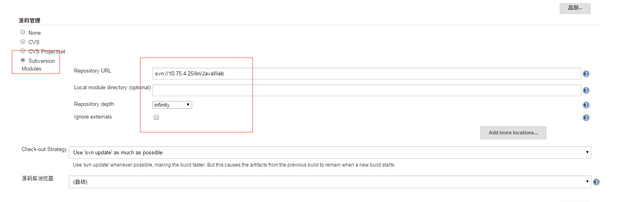 高级...
源码管理
None
CVS
CVS Projectset
Subversion
Modules
Repository URL
svn://10.75.4.25/lin/JavaWeb
Local module directory (optional)
Repository depth
infinity
Ignore externals
Add more locations...
Check-out Strategy
Use 'svn update' as much as possible
Use 'svn update' whenever possible, making the build faster. But this causes the artifacts from the previous build to remain when a new build starts.
源码库浏览器
(自动)